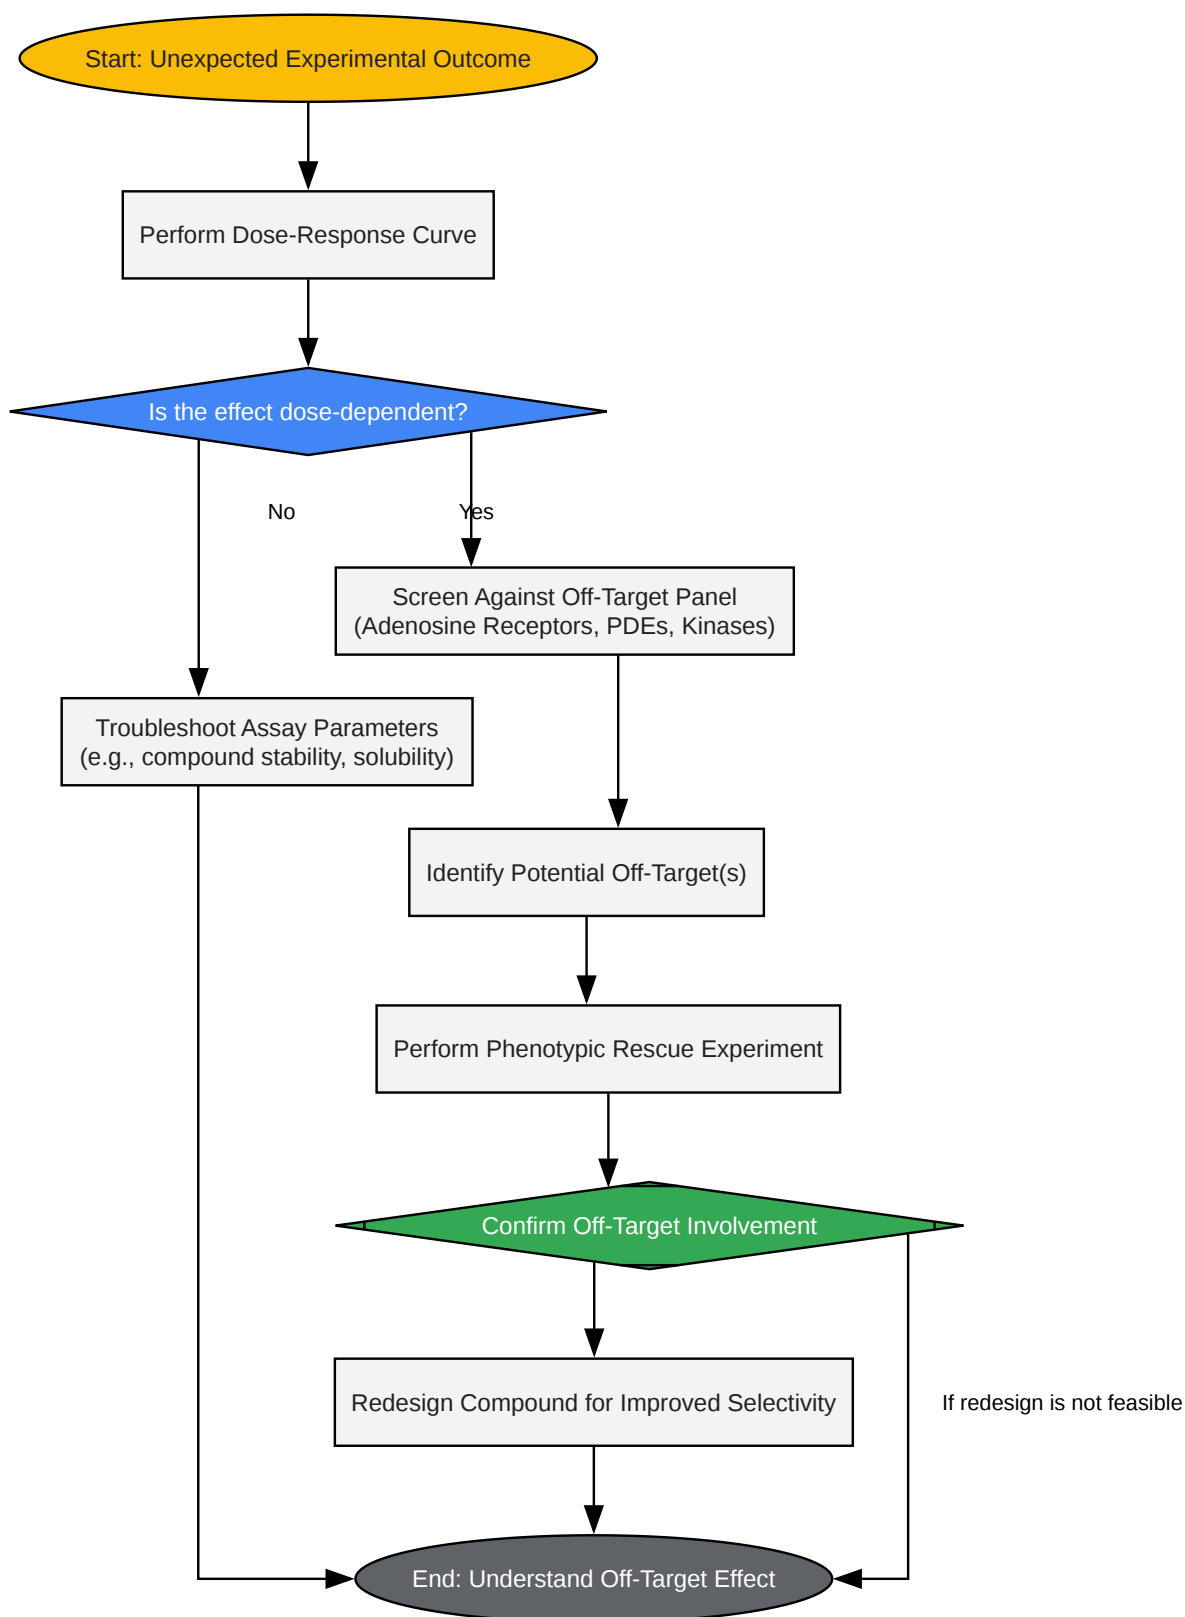 Start: Unexpected Experimental Outcome
Perform Dose-Response Curve
Is the effect dose-dependent?
No
Yes
Screen Against Off-Target Panel
(Adenosine Receptors, PDEs, Kinases)
Troubleshoot Assay Parameters
(e.g., compound stability, solubility)
Identify Potential Off-Target(s)
Perform Phenotypic Rescue Experiment
Confirm Off-Target Involvement
Redesign Compound for Improved Selectivity
If redesign is not feasible
End: Understand Off-Target Effect